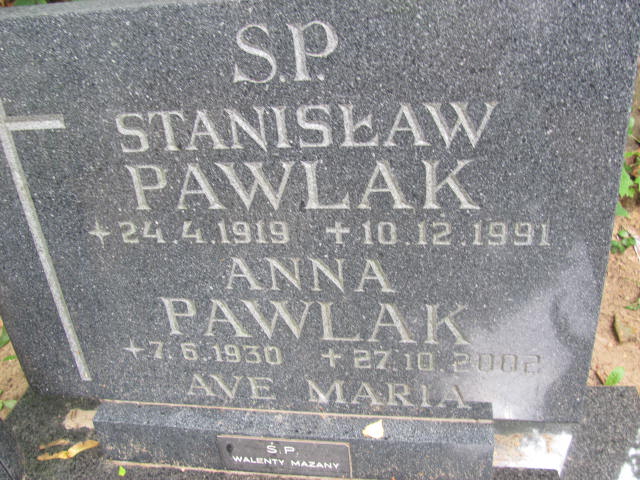 S.P.
STANISŁAW
PAWLAK
+24.4.1919 +10.12.1991
ANNA
PAWLAK
+7.6.1930 +27.10.2002
AVE MARIA
Ś.P.
WALENTY MAZANY